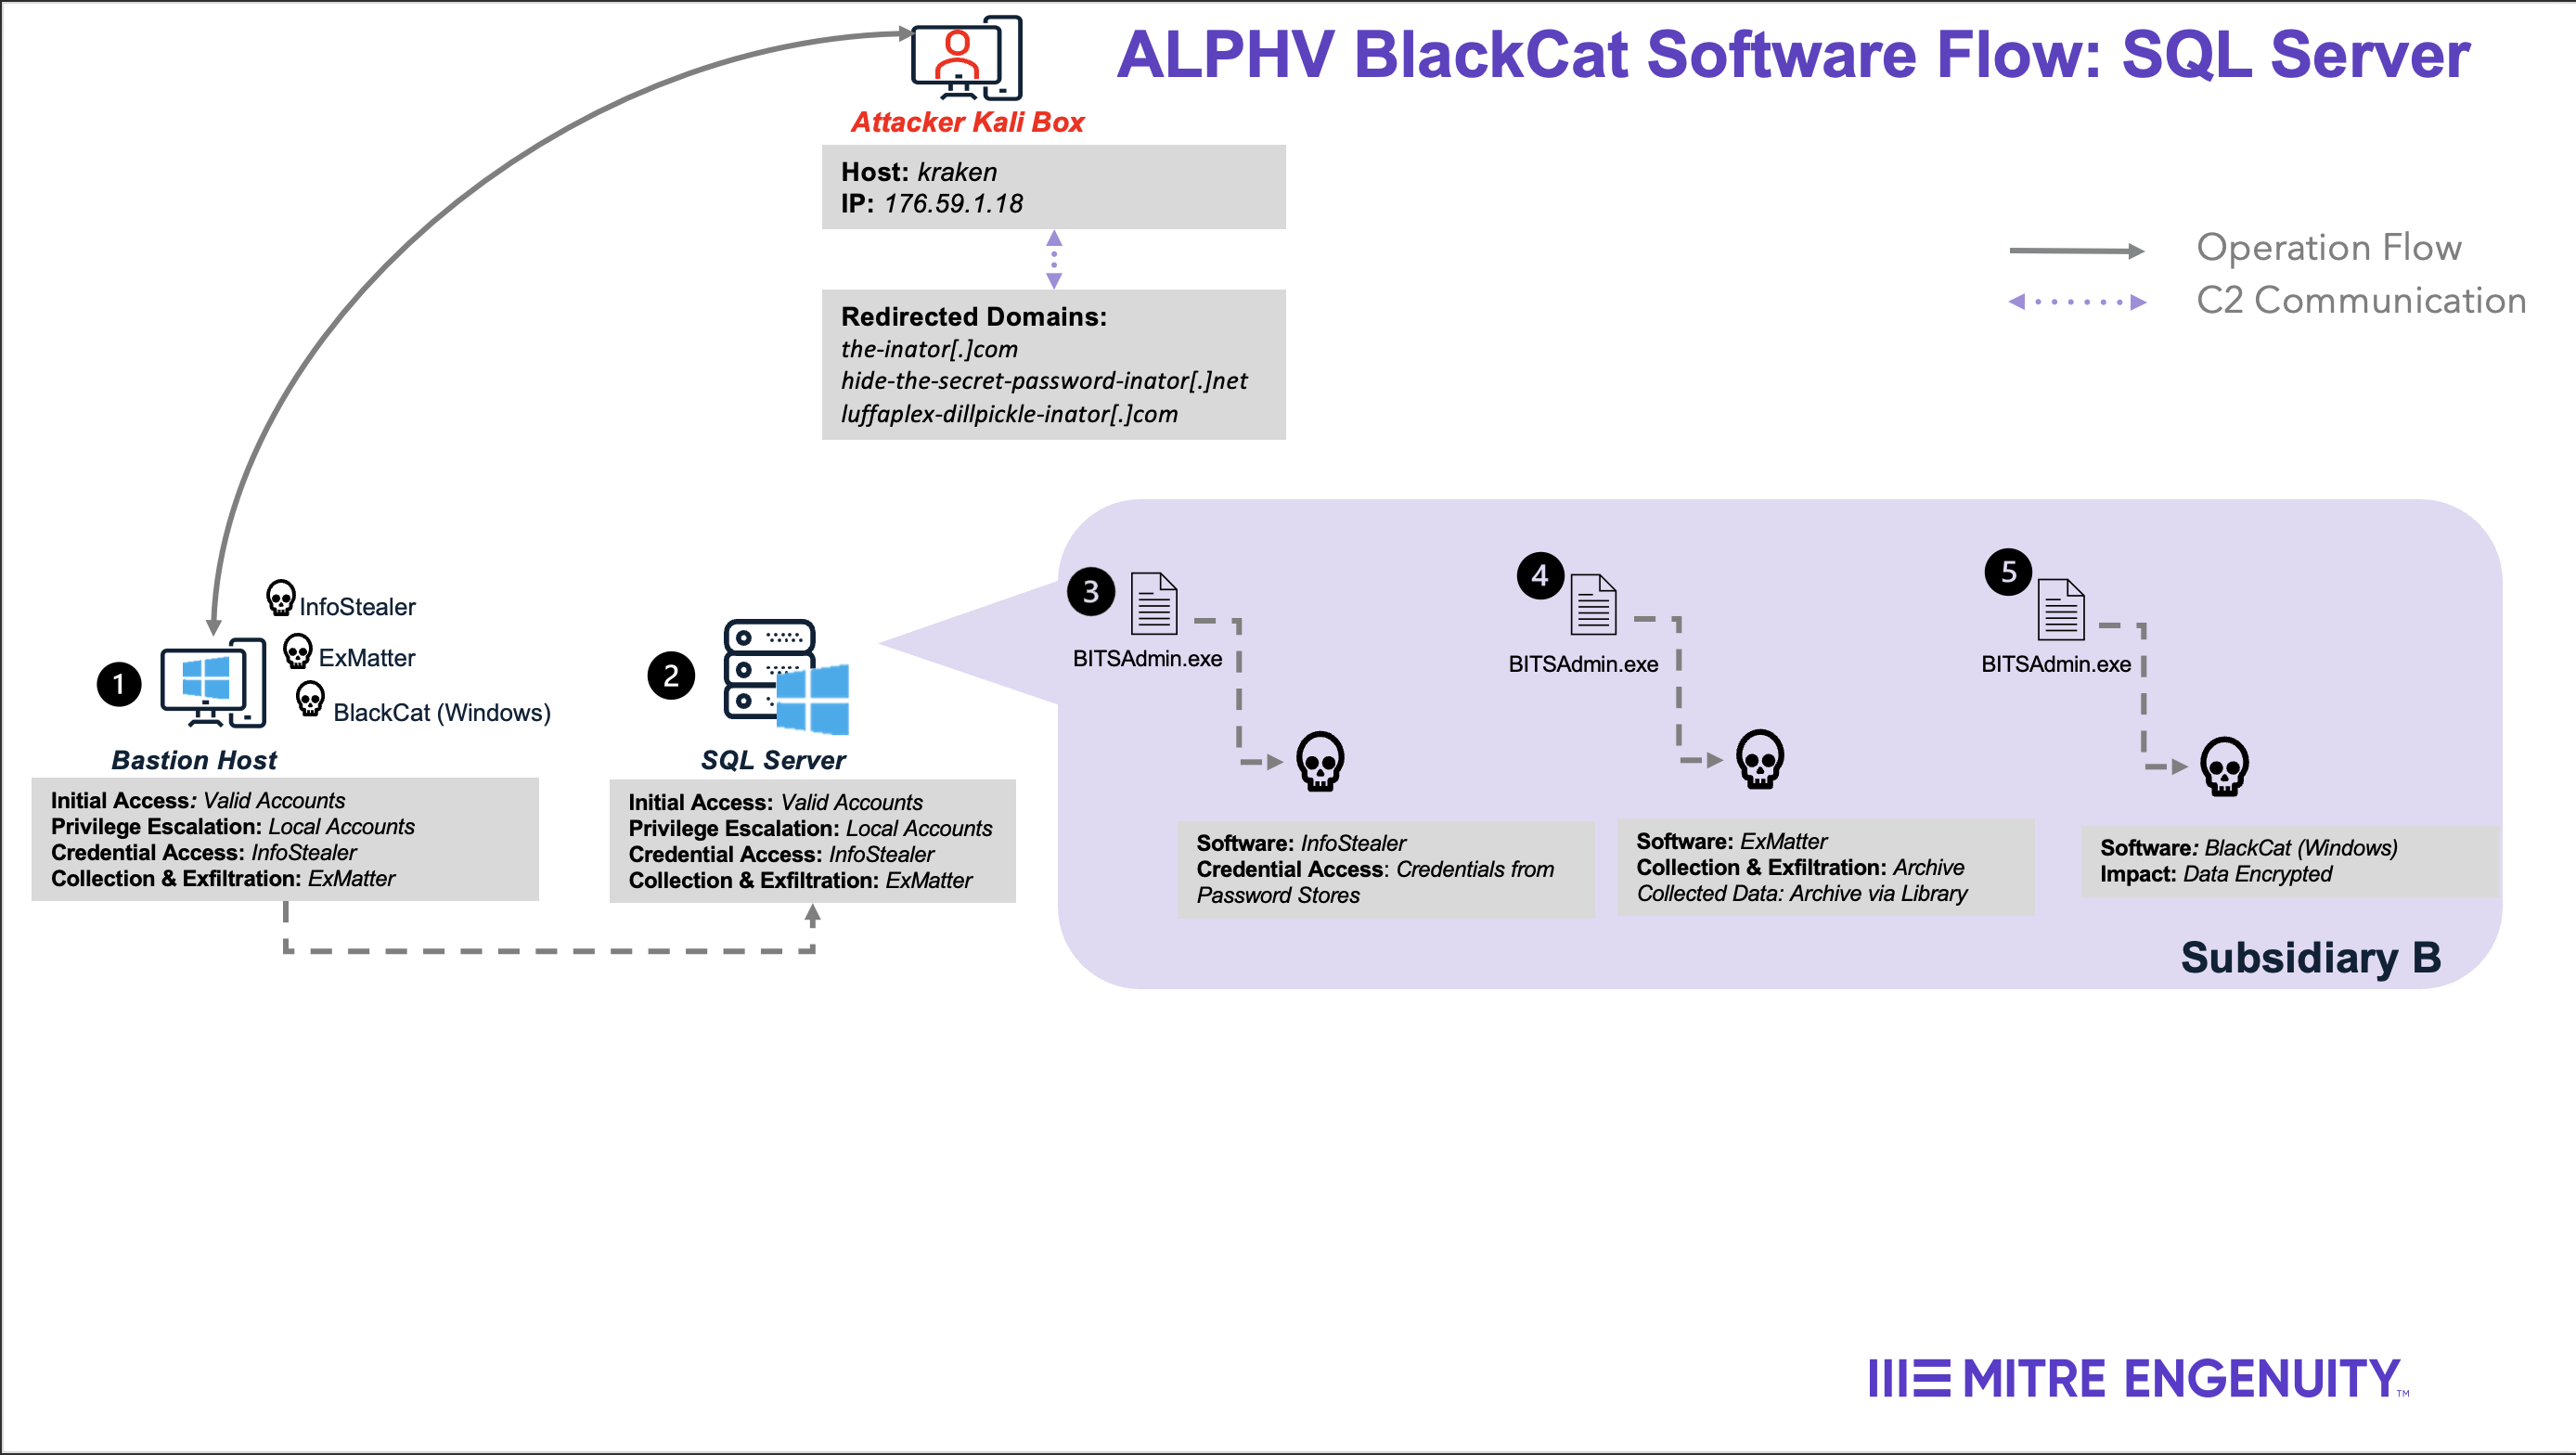 ALPHV BlackCat Software Flow: SQL Server
Attacker Kali Box
Host: kraken
IP: 176.59.1.18
Operation Flow
C2 Communication
Redirected Domains:
the-inator[.]com
hide-the-secret-password-inator[.]net
luffaplex-dillpickle-inator[.]com
InfoStealer
ExMatter
BlackCat (Windows)
1
Bastion Host
Initial Access: Valid Accounts
Privilege Escalation: Local Accounts
Credential Access: InfoStealer
Collection & Exfiltration: ExMatter
2
SQL Server
Initial Access: Valid Accounts
Privilege Escalation: Local Accounts
Credential Access: InfoStealer
Collection & Exfiltration: ExMatter
3
BITSAdmin.exe
Software: InfoStealer
Credential Access: Credentials from
Password Stores
4
BITSAdmin.exe
Software: ExMatter
Collection & Exfiltration: Archive
Collected Data: Archive via Library
5
BITSAdmin.exe
Software: BlackCat (Windows)
Impact: Data Encrypted
Subsidiary B
MITRE ENGENUITY™